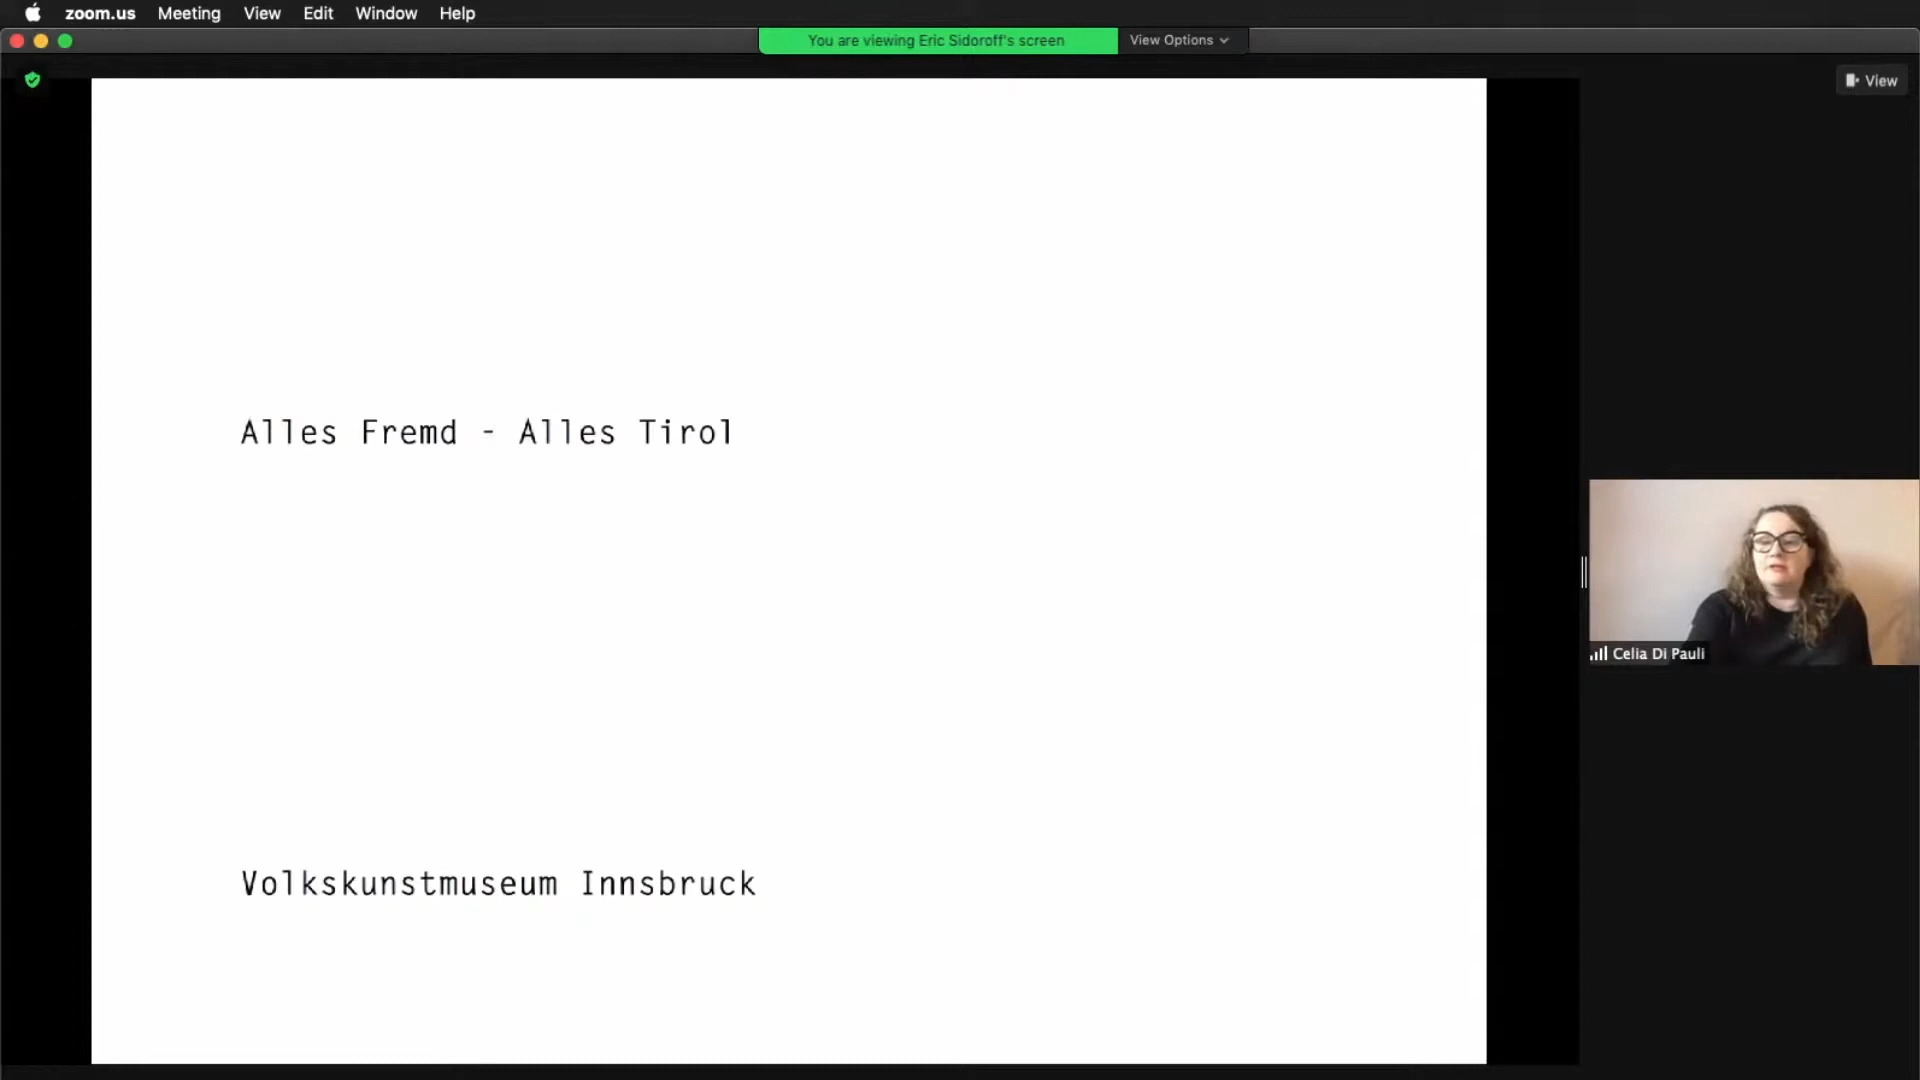 zoom.us Meeting View Edit Window Help
You are viewing Eric Sidoroff's screen View Options
View
Alles Fremd - Alles Tirol
Celia Di Pauli
Volkskunstmuseum Innsbruck